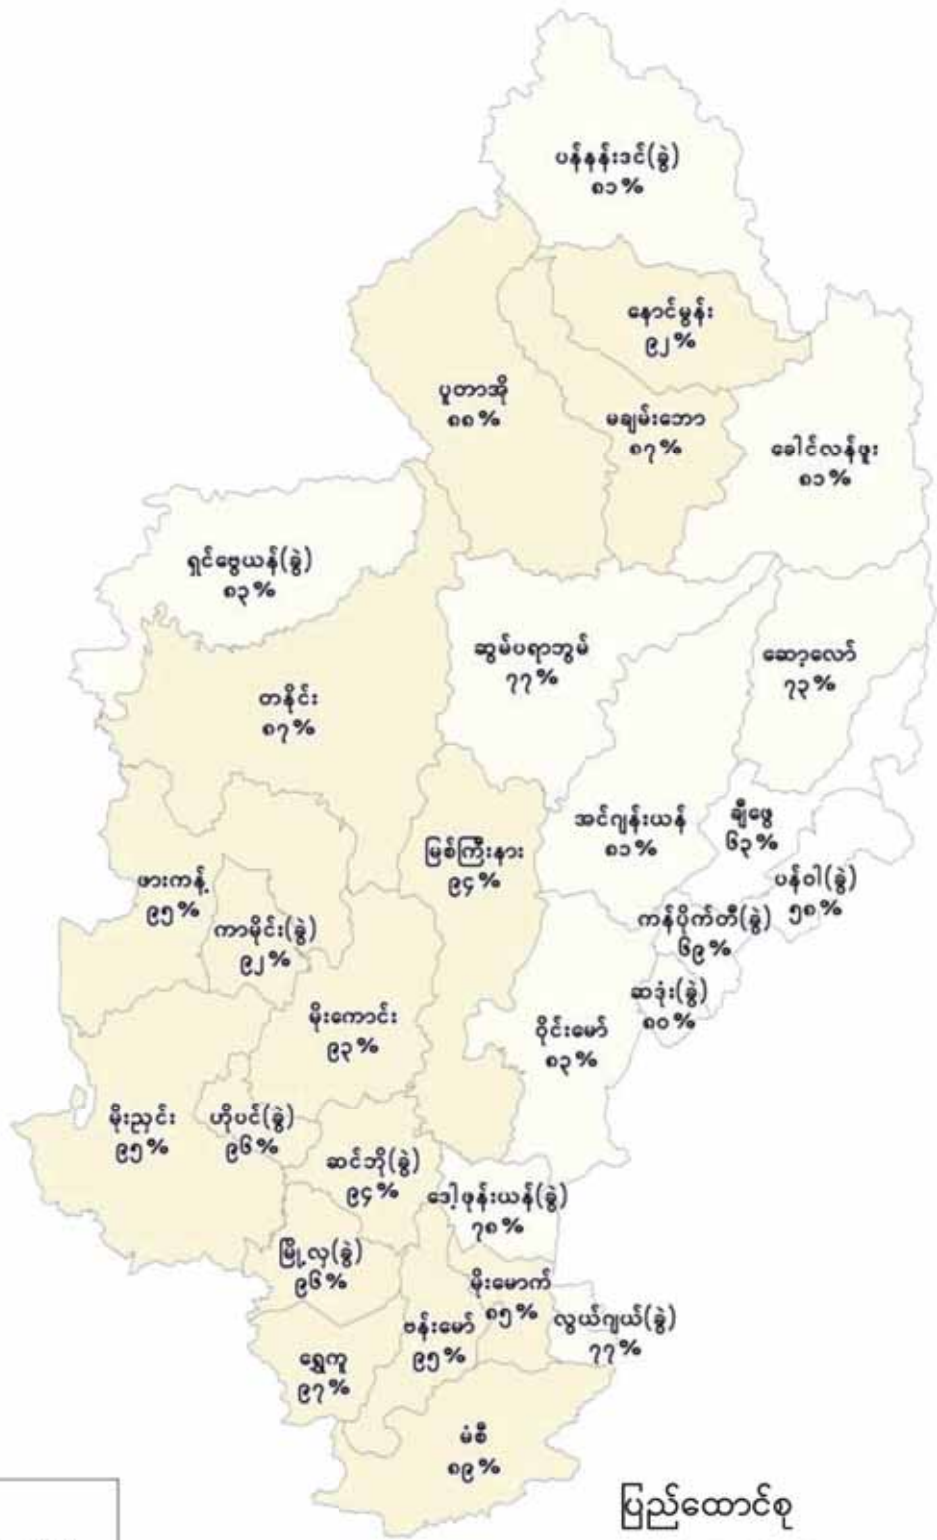 ပန်နန်းဒင်(ခွဲ)
၈၁%
နောင်မွန်း
၉၂%
ပူတာအို
၈၈%
မချမ်းဘော
၈၇%
ခေါင်လန်ဖူး
၈၁%
ရှင်ဗွေယန်(ခွဲ)
၈၃%
ဆွမ်ပရာဘွမ်
၇၇%
ဆော့လော်
၇၃%
တနိုင်း
၈၇%
အင်ဂျန်းယန်
၈၁%
ချီဖွေ
၆၃%
မြစ်ကြီးနား
၉၄%
ဖားကန့်
၉၅%
ပန်ဝါ(ခွဲ)
၅၈%
ကာမိုင်း(ခွဲ)
၉၂%
ကန်ပိုက်တီ(ခွဲ)
၆၉%
ဆဒုံး(ခွဲ)
၈၀%
မိုးကောင်း
၉၃%
ဝိုင်းမော်
၈၃%
မိုးညှင်း
၉၅%
ဟိုပင်(ခွဲ)
၉၆%
ဆင်ဘို(ခွဲ)
၉၄%
ဒေါ့ဖုန်းယန်(ခွဲ)
၇၈%
မြို့လှ(ခွဲ)
၉၆%
မိုးမောက်
၈၅%
လွယ်ဂျယ်(ခွဲ)
၇၇%
ဗန်းမော်
၉၅%
ရွှေကူ
၉၇%
မံစီ
၈၉%
ပြည်ထောင်စု